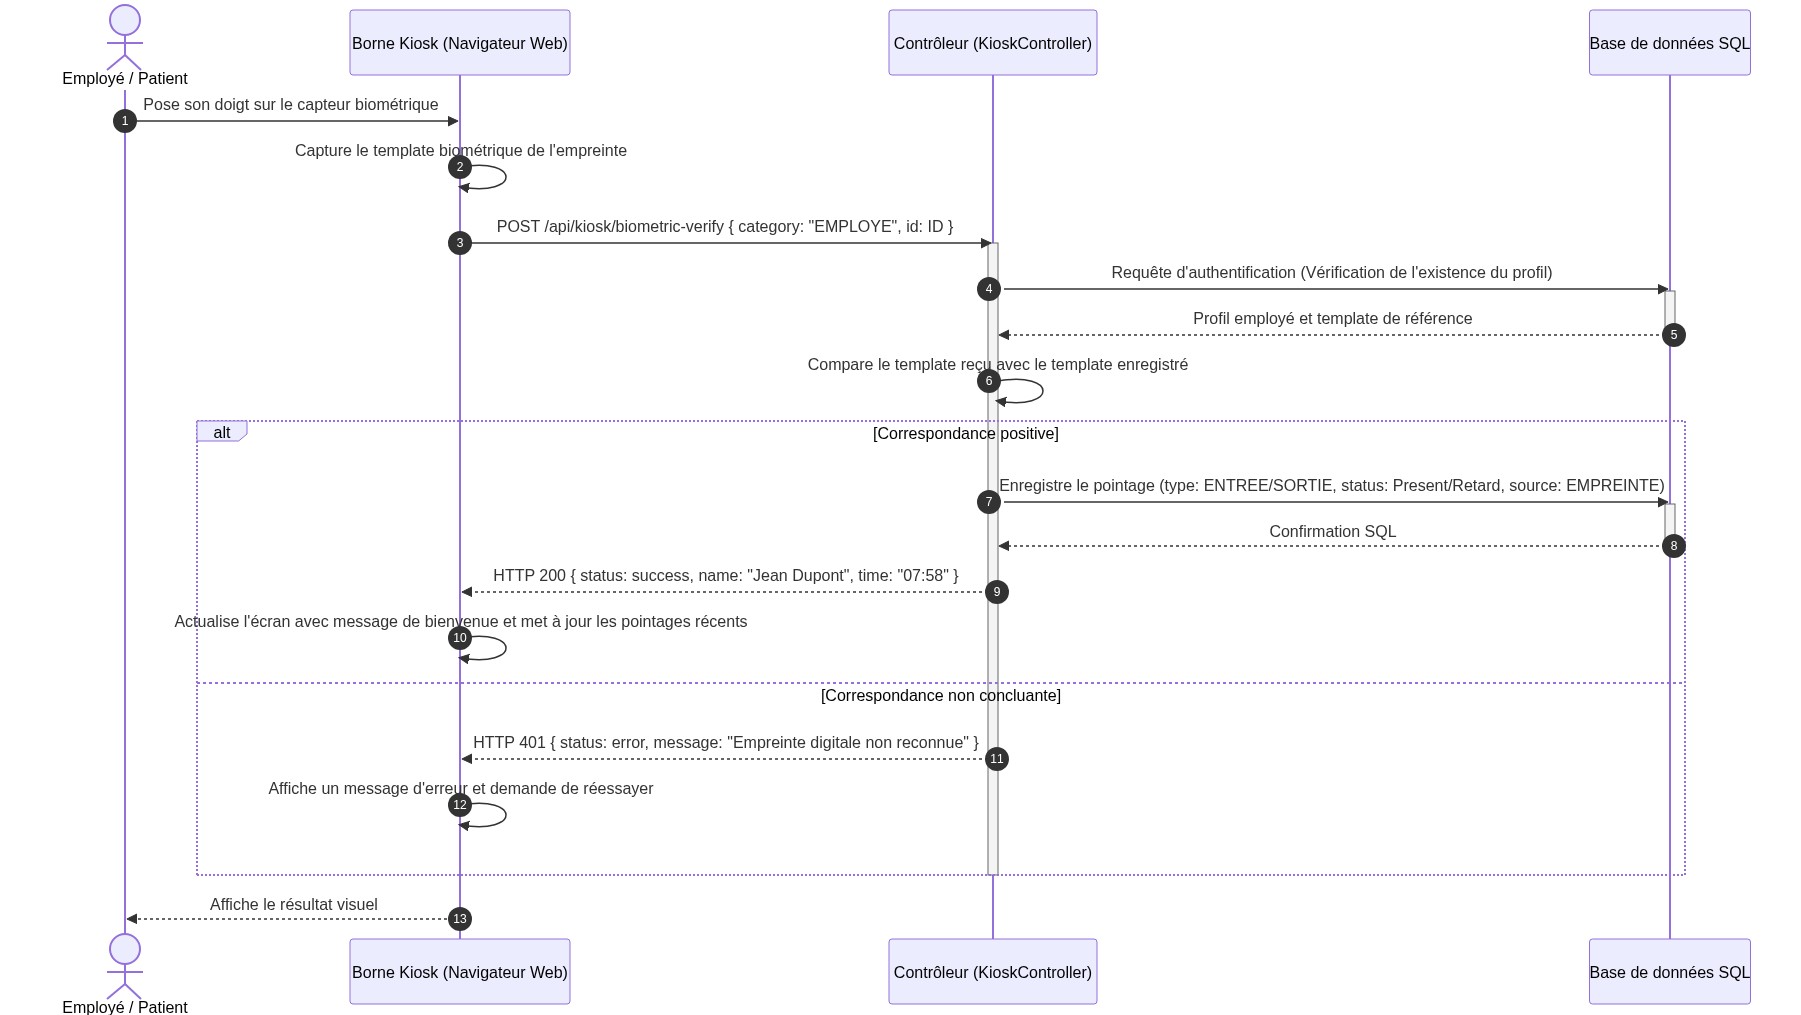 Employé / Patient
Borne Kiosk (Navigateur Web)
Contrôleur (KioskController)
Base de données SQL
Pose son doigt sur le capteur biométrique
1
Capture le template biométrique de l'empreinte
2
POST /api/kiosk/biometric-verify { category: "EMPLOYE", id: ID }
3
Requête d'authentification (Vérification de l'existence du profil)
4
Profil employé et template de référence
5
Compare le template reçu avec le template enregistré
6
alt
[Correspondance positive]
Enregistre le pointage (type: ENTREE/SORTIE, status: Present/Retard, source: EMPREINTE)
7
Confirmation SQL
8
HTTP 200 { status: success, name: "Jean Dupont", time: "07:58" }
9
Actualise l'écran avec message de bienvenue et met à jour les pointages récents
10
[Correspondance non concluante]
HTTP 401 { status: error, message: "Empreinte digitale non reconnue" }
11
Affiche un message d'erreur et demande de réessayer
12
Affiche le résultat visuel
13
Employé / Patient
Borne Kiosk (Navigateur Web)
Contrôleur (KioskController)
Base de données SQL